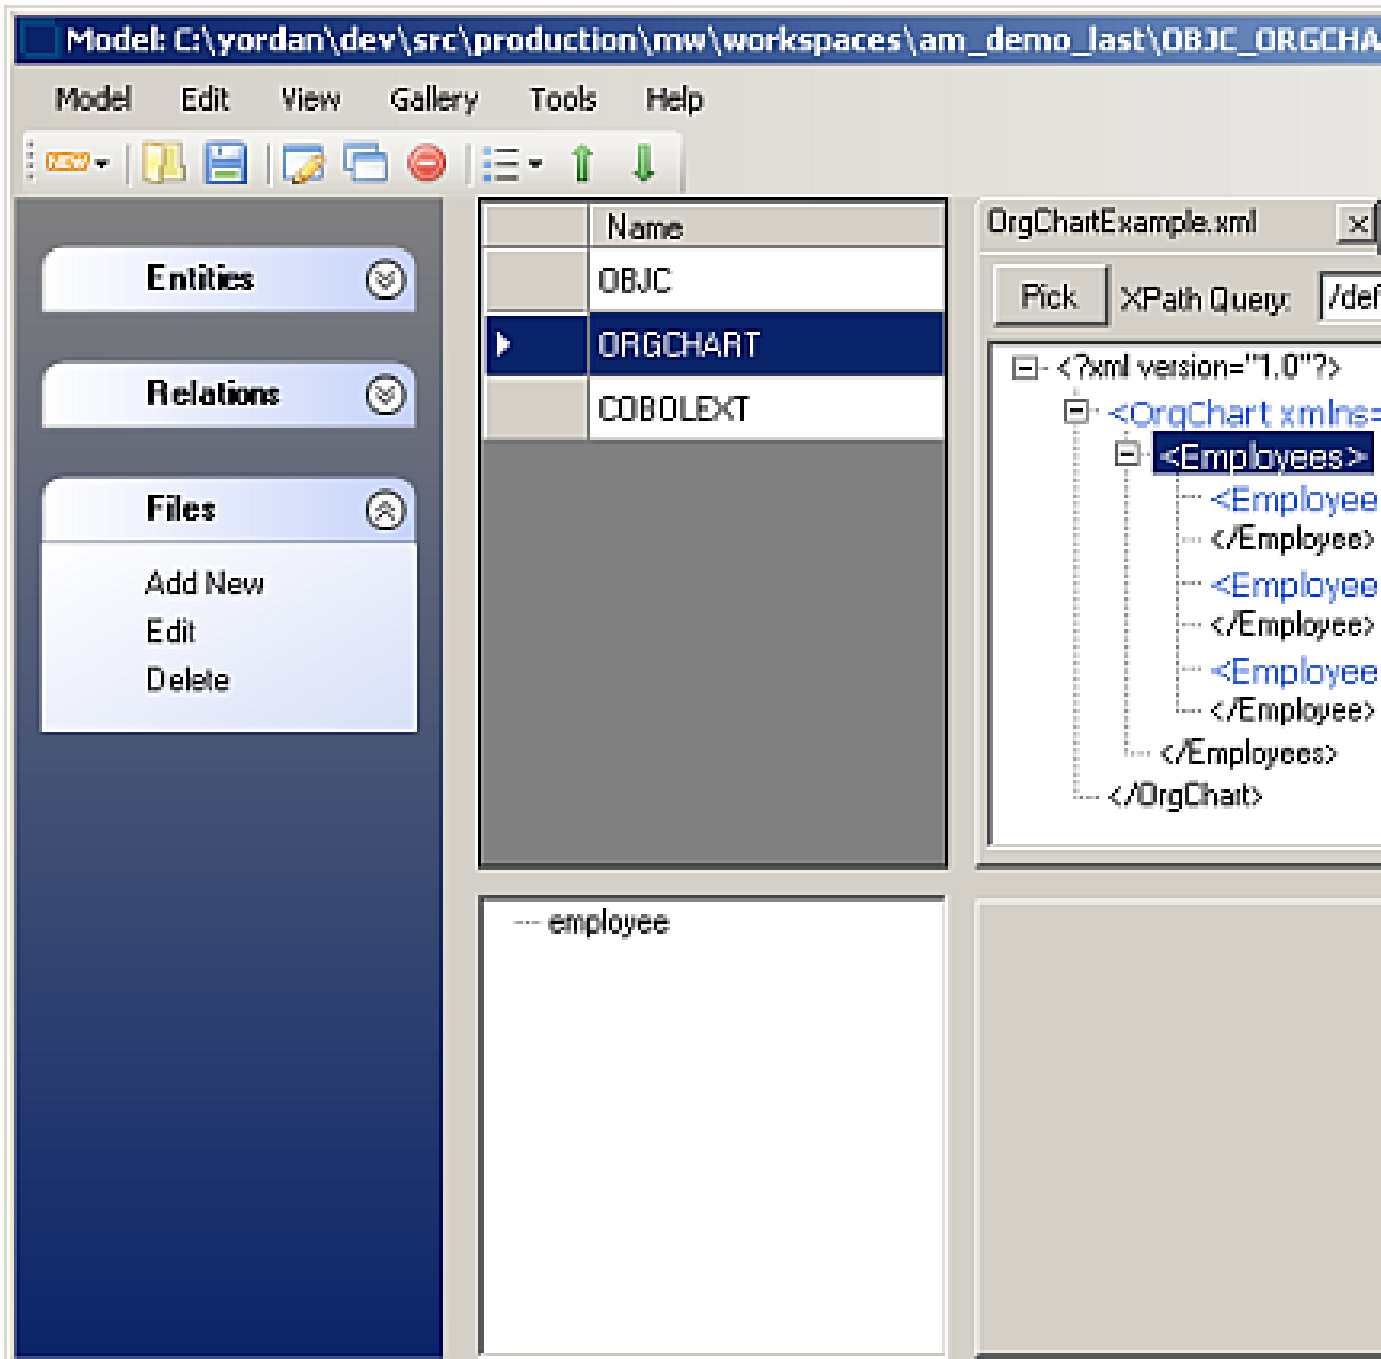 Model: C:\yordan\dev\src\production\mw\workspaces\am_demo_last\OBJC_ORGCHA
Model Edit View Gallery Tools Help
NEW
Entities
Relations
Files
Add New
Edit
Delete
Name
OBJC
ORGCHART
COBOLEXT
employee
OrgChartExample.xml
Pick XPath Query: /def
<?xml version="1.0"?>
<OrgChart xmlns=
<Employees>
<Employee
</Employee>
<Employee
</Employee>
<Employee
</Employee>
</Employees>
</OrgChart>